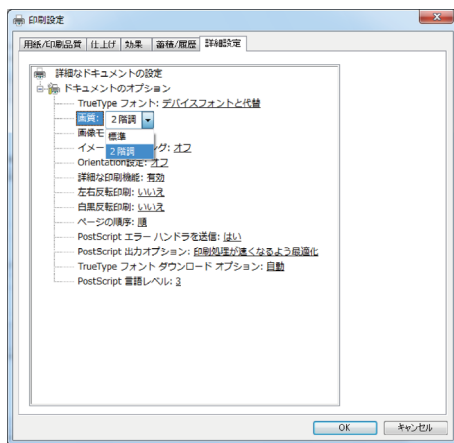 印刷設定
用紙/印刷品質 仕上げ 効果 蓄積/履歴 詳細設定
詳細なドキュメントの設定
ドキュメントのオプション
TrueType フォント: デバイスフォントと代替
画質: 2階調
画像モ
標準
イメー グ: オフ
2階調
Orientation設定: オフ
詳細な印刷機能: 有効
左右反転印刷: いいえ
白黒反転印刷: いいえ
ページの順序: 順
PostScript エラー ハンドラを送信: はい
PostScript 出力オプション: 印刷処理が速くなるよう最適化
TrueType フォント ダウンロード オプション: 自動
PostScript 言語レベル: 3
OK キャンセル